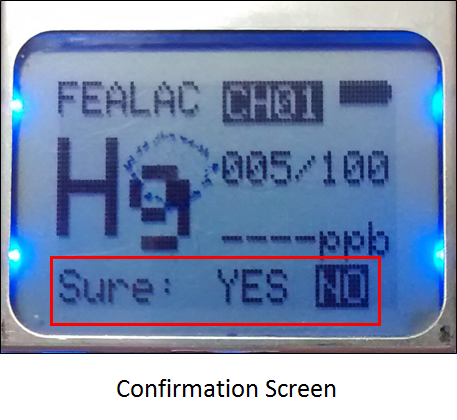 FEALAC CH01
Hg 005/100
----ppb
Sure: YES NO
Confirmation Screen